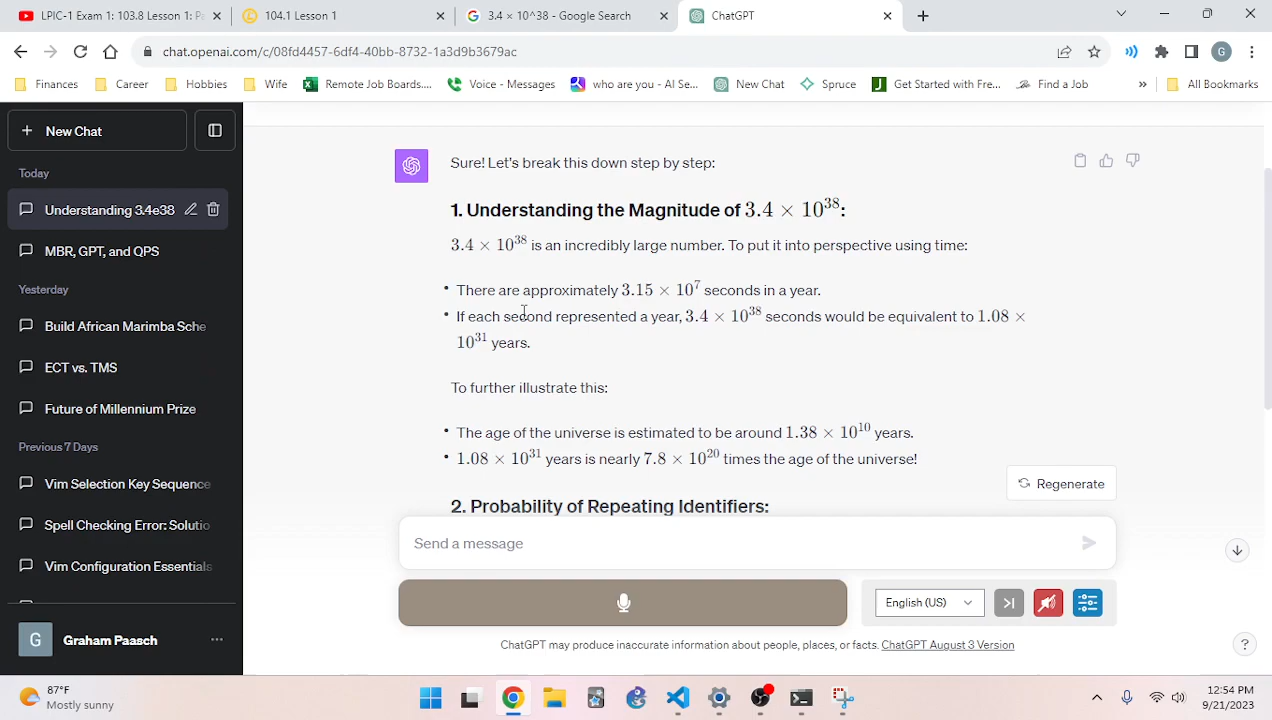 LPIC-1 Exam 1: 103.8 Lesson 1: Pa
104.1 Lesson 1
3.4 × 10^38 - Google Search
ChatGPT
chat.openai.com/c/08fd4457-6df4-40bb-8732-1a3d9b3679ac
G
Finances
Career
Hobbies
Wife
Remote Job Boards....
Voice - Messages
who are you - AI Se...
New Chat
Spruce
Get Started with Fre...
Find a Job
»
All Bookmarks
New Chat
Today
Understanding 3.4e38
MBR, GPT, and QPS
Yesterday
Build African Marimba Sche
ECT vs. TMS
Future of Millennium Prize
Previous 7 Days
Vim Selection Key Sequence
Spell Checking Error: Solutio
Vim Configuration Essentials
G
Graham Paasch
Sure! Let's break this down step by step:
1. Understanding the Magnitude of 3.4 × 10^38:
3.4 × 10^38 is an incredibly large number. To put it into perspective using time:
• There are approximately 3.15 × 10^7 seconds in a year.
• If each second represented a year, 3.4 × 10^38 seconds would be equivalent to 1.08 ×
10^31 years.
To further illustrate this:
• The age of the universe is estimated to be around 1.38 × 10^10 years.
• 1.08 × 10^31 years is nearly 7.8 × 10^20 times the age of the universe!
Regenerate
2. Probability of Repeating Identifiers:
Send a message
English (US)
ChatGPT may produce inaccurate information about people, places, or facts. ChatGPT August 3 Version
?
87°F
Mostly sunny
12:54 PM
9/21/2023